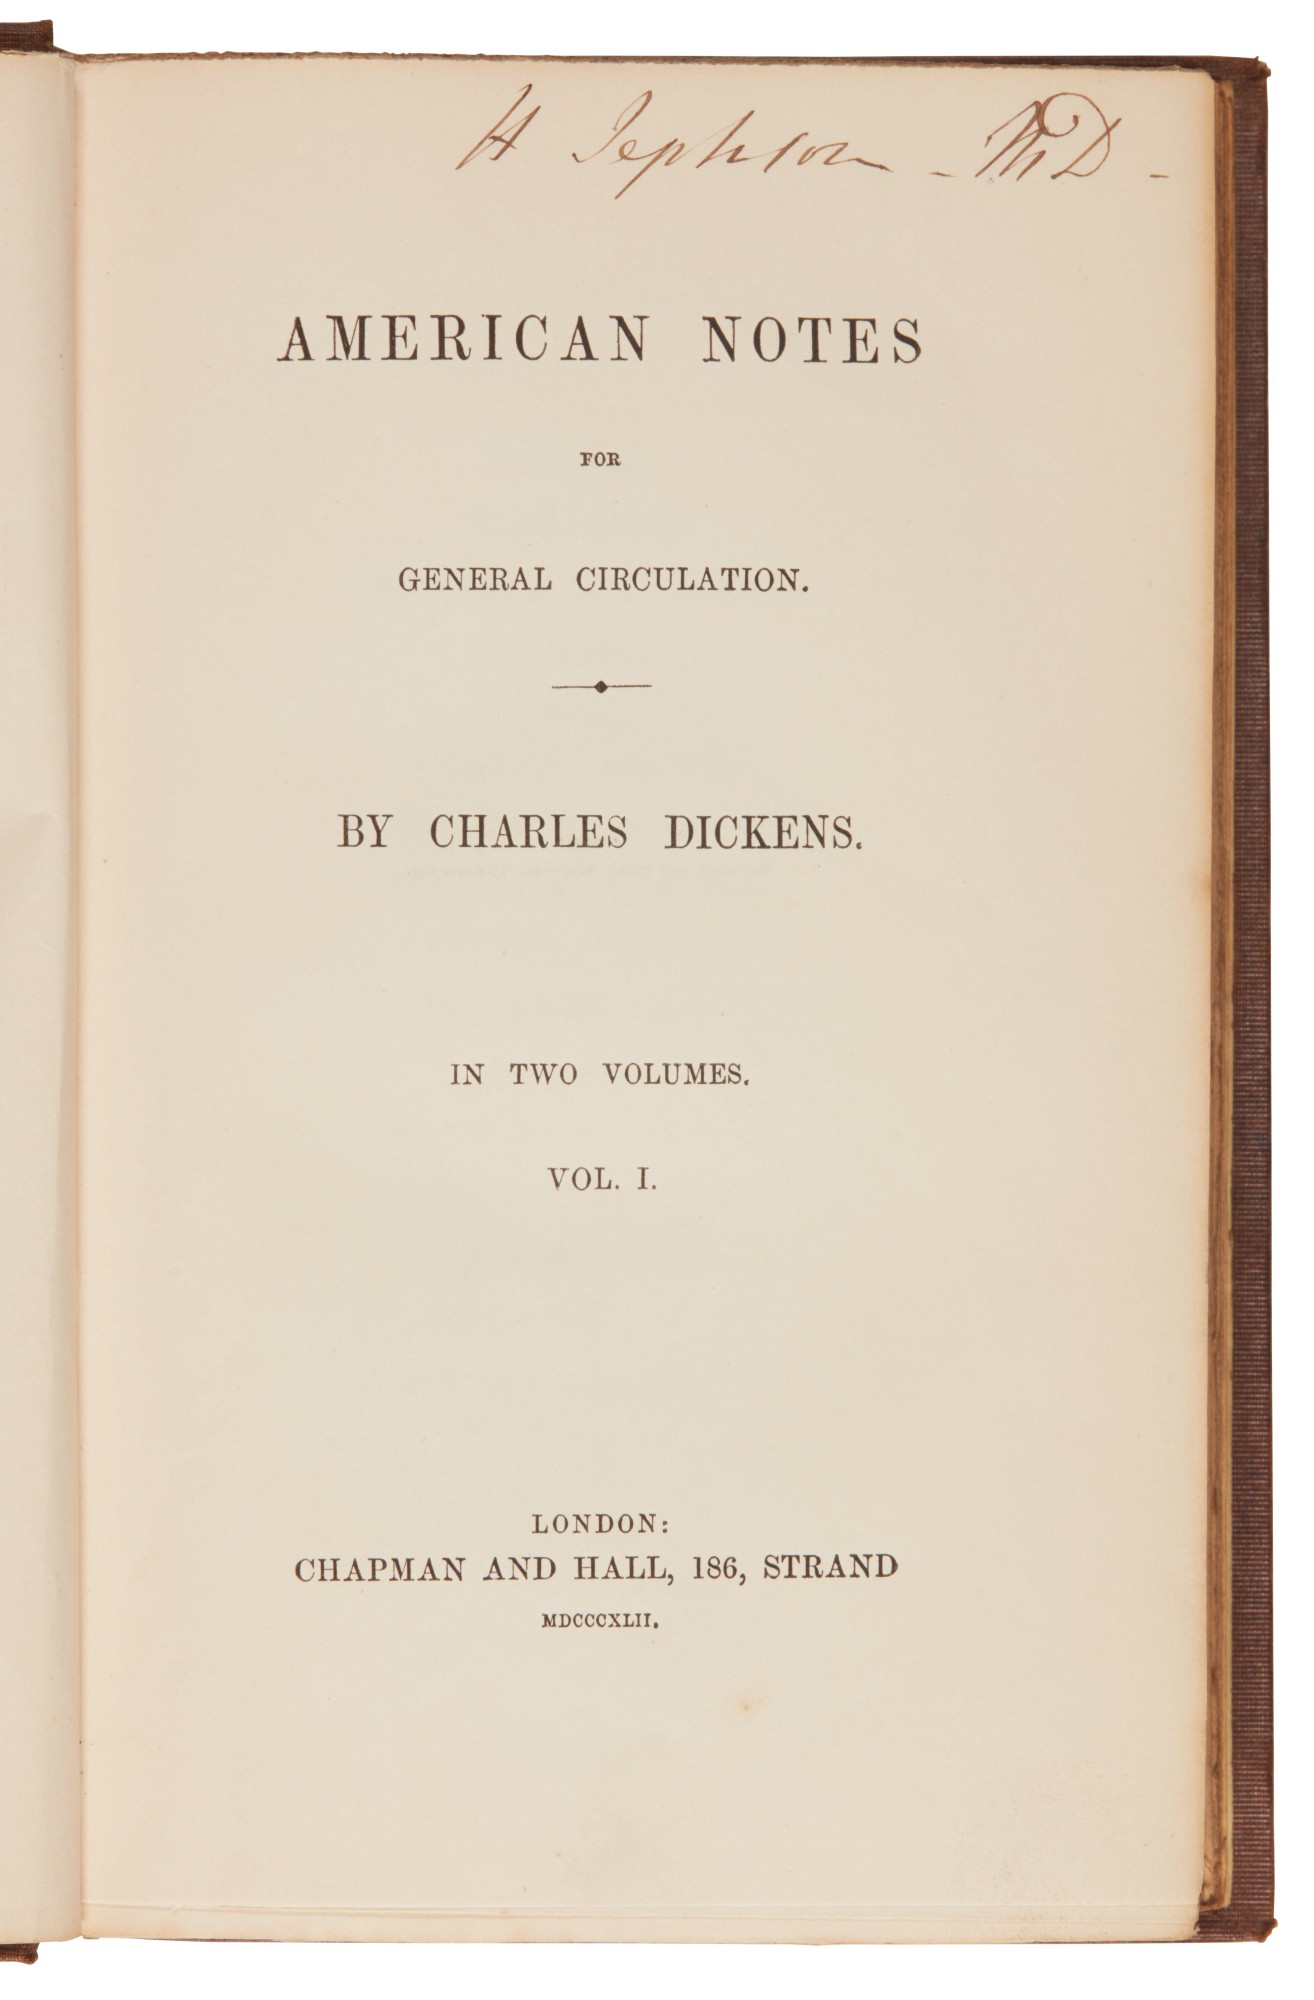 H Jephson - MD -
AMERICAN NOTES
FOR
GENERAL CIRCULATION.
BY CHARLES DICKENS.
IN TWO VOLUMES.
VOL. I.
LONDON:
CHAPMAN AND HALL, 186, STRAND
MDCCCXLII.